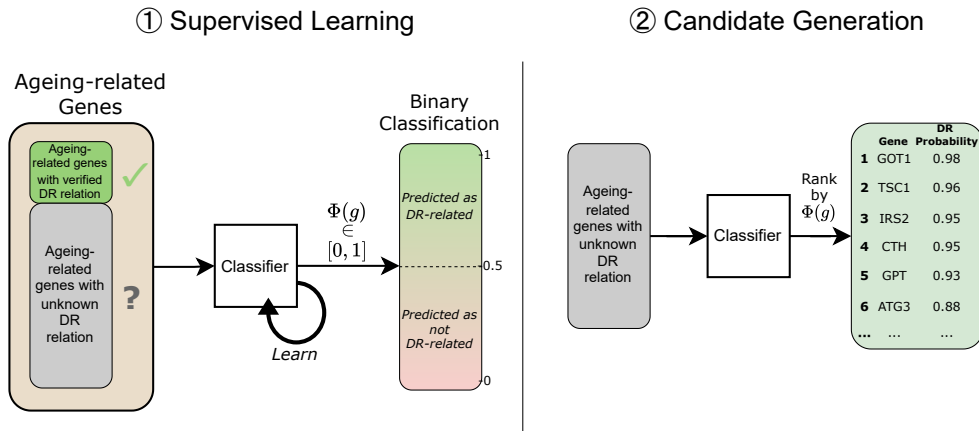 ① Supervised Learning
Ageing-related
Genes
Ageing-
related genes
with verified
DR relation
✓
Ageing-
related
genes with
unknown
DR
relation
?
Classifier
Learn
Φ(g)
∈
[0, 1]
Binary
Classification
-1
Predicted as
DR-related
-0.5
Predicted as
not
DR-related
-0
② Candidate Generation
Ageing-
related
genes with
unknown
DR
relation
Classifier
Rank
by
Φ(g)
DR
Gene Probability
1 GOT1 0.98
2 TSC1 0.96
3 IRS2 0.95
4 CTH 0.95
5 GPT 0.93
6 ATG3 0.88
... ... ...